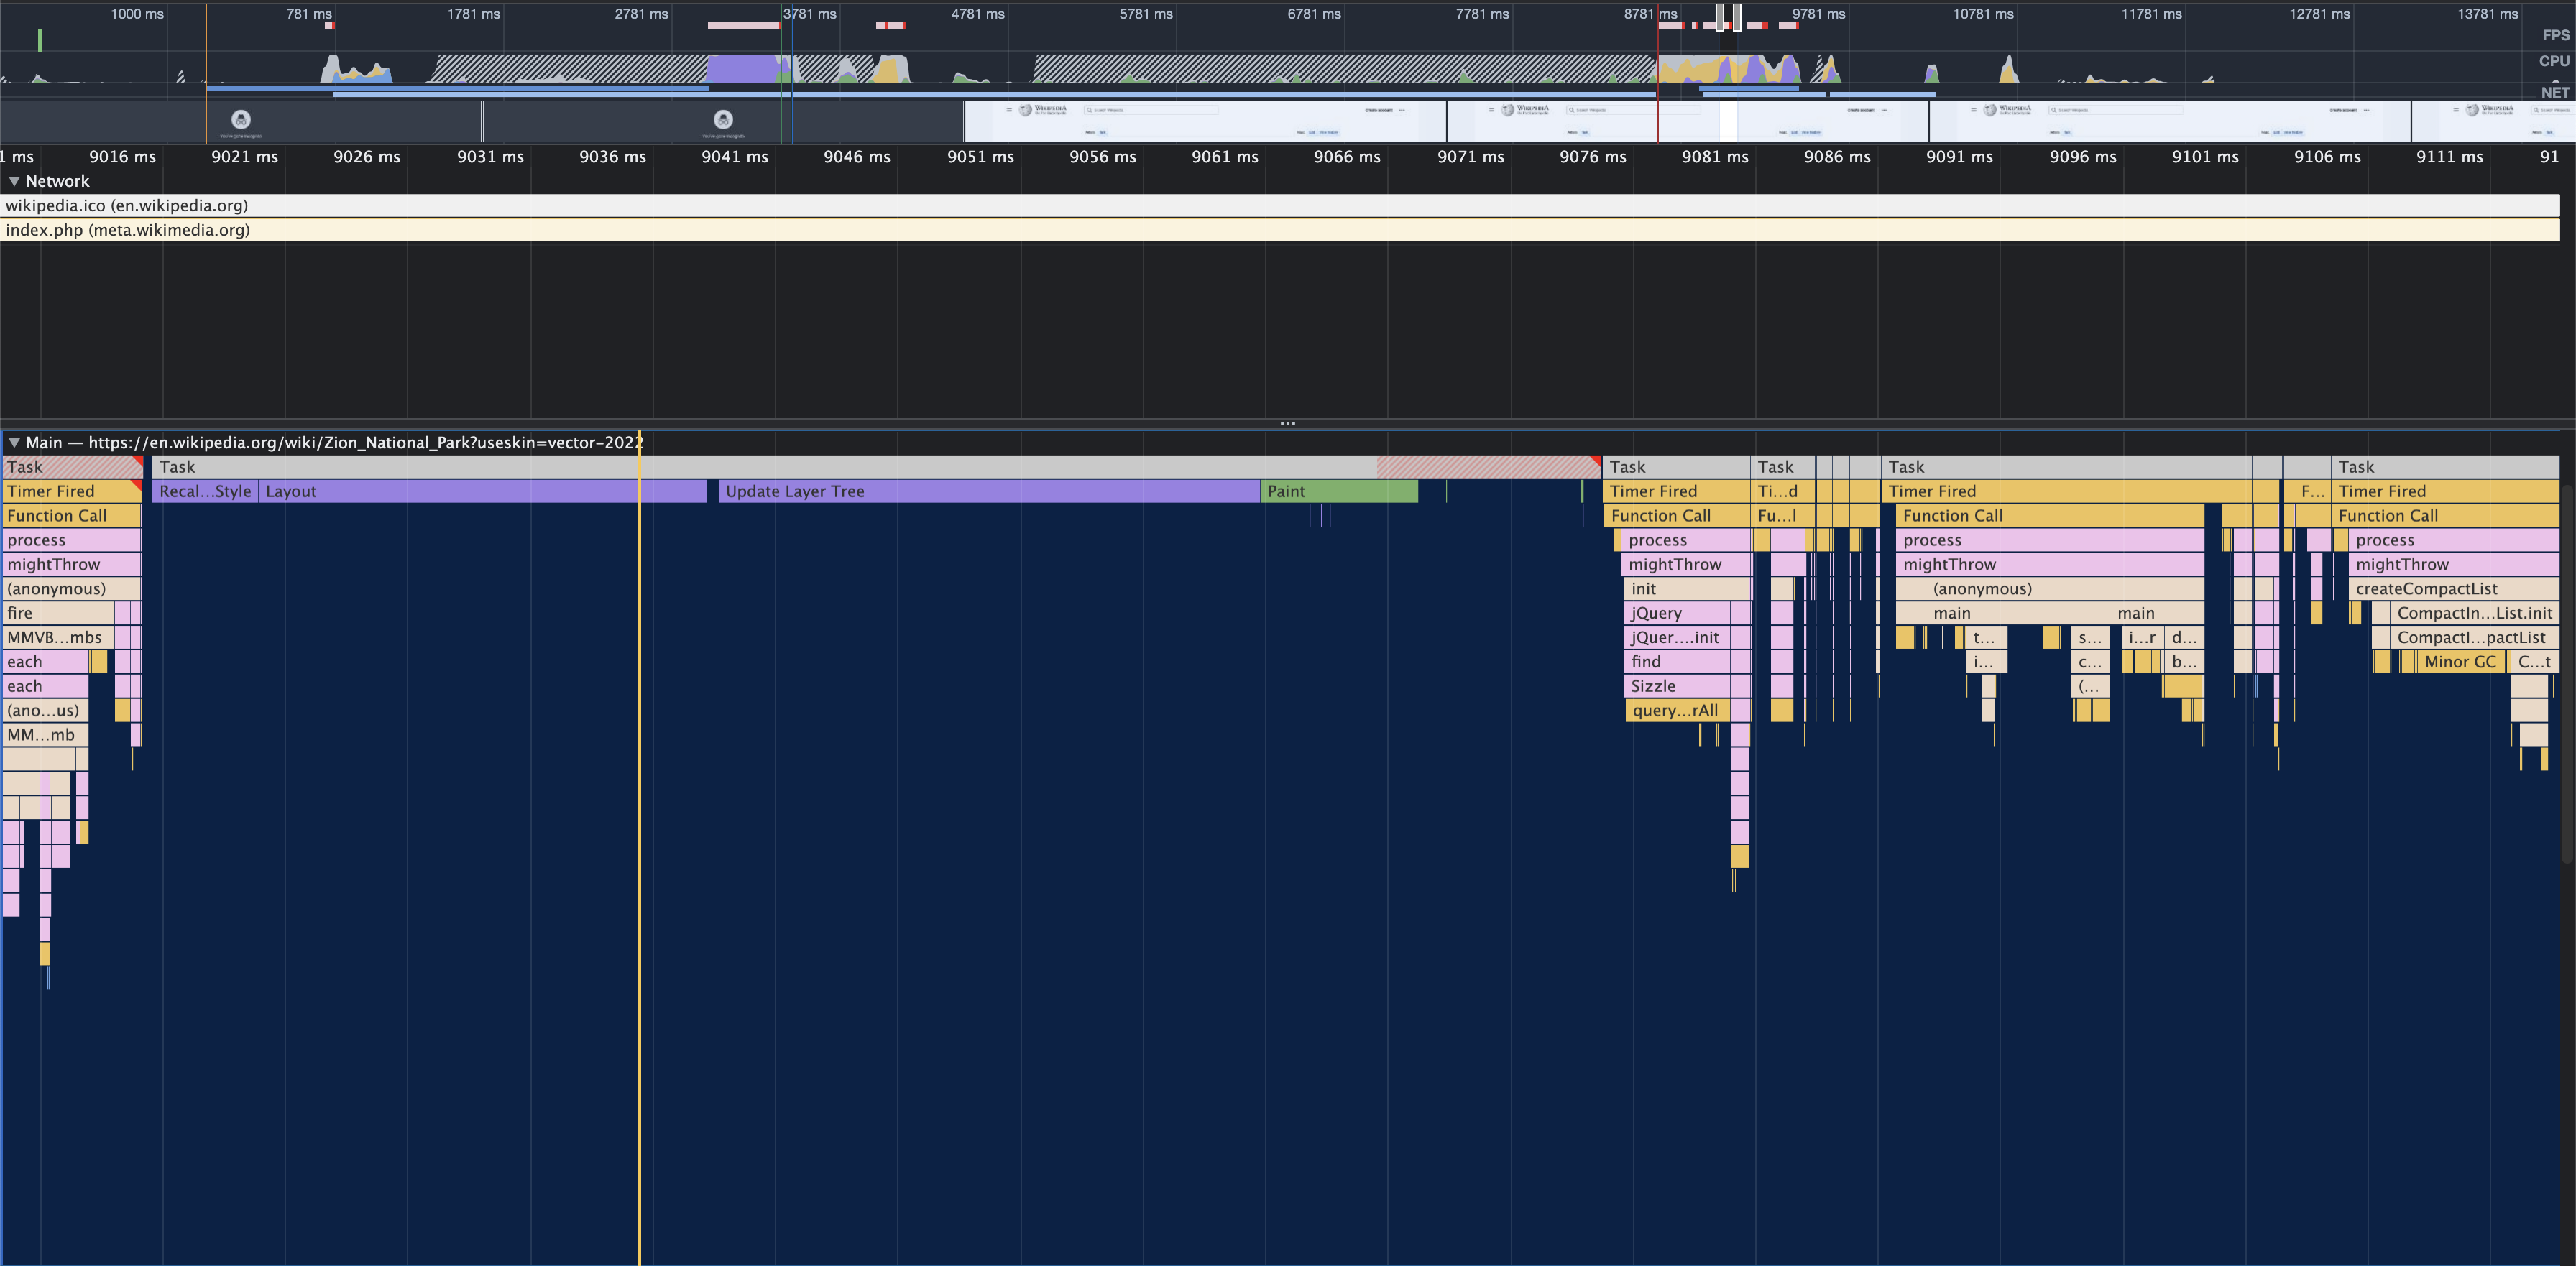 1000 ms 781 ms 1781 ms 2781 ms 3781 ms 4781 ms 5781 ms 6781 ms 7781 ms 8781 ms 9781 ms 10781 ms 11781 ms 12781 ms 13781 ms
FPS
CPU
NET
WIKIPEDIA WIKIPEDIA WIKIPEDIA WIKIPEDIA
1 ms 9016 ms 9021 ms 9026 ms 9031 ms 9036 ms 9041 ms 9046 ms 9051 ms 9056 ms 9061 ms 9066 ms 9071 ms 9076 ms 9081 ms 9086 ms 9091 ms 9096 ms 9101 ms 9106 ms 9111 ms 91
Network
wikipedia.ico (en.wikipedia.org)
index.php (meta.wikimedia.org)
Main — https://en.wikipedia.org/wiki/Zion_National_Park?useskin=vector-2022
Task Task Task Task Task Task
Timer Fired Recal...Style Layout Update Layer Tree Paint Timer Fired Ti...d Timer Fired F... Timer Fired
Function Call Function Call Fu...l Function Call Function Call
process process process process
mightThrow mightThrow mightThrow mightThrow
(anonymous) init (anonymous) createCompactList
fire jQuery main main CompactIn...List.init
MMVB...mbs jQuer....init t... s... i...r d... CompactI...pactList
each find i... c... b... Minor GC C...t
each Sizzle (...
(ano...us) query...rAll
MM...mb